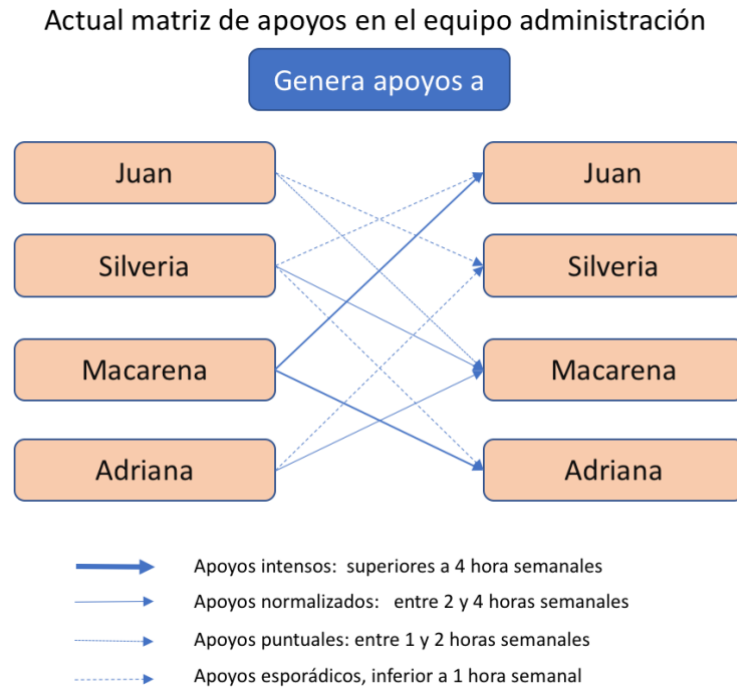 Actual matriz de apoyos en el equipo administración
Genera apoyos a
Juan
Juan
Silveria
Silveria
Macarena
Macarena
Adriana
Adriana
Apoyos intensos: superiores a 4 hora semanales
Apoyos normalizados: entre 2 y 4 horas semanales
Apoyos puntuales: entre 1 y 2 horas semanales
Apoyos esporádicos, inferior a 1 hora semanal